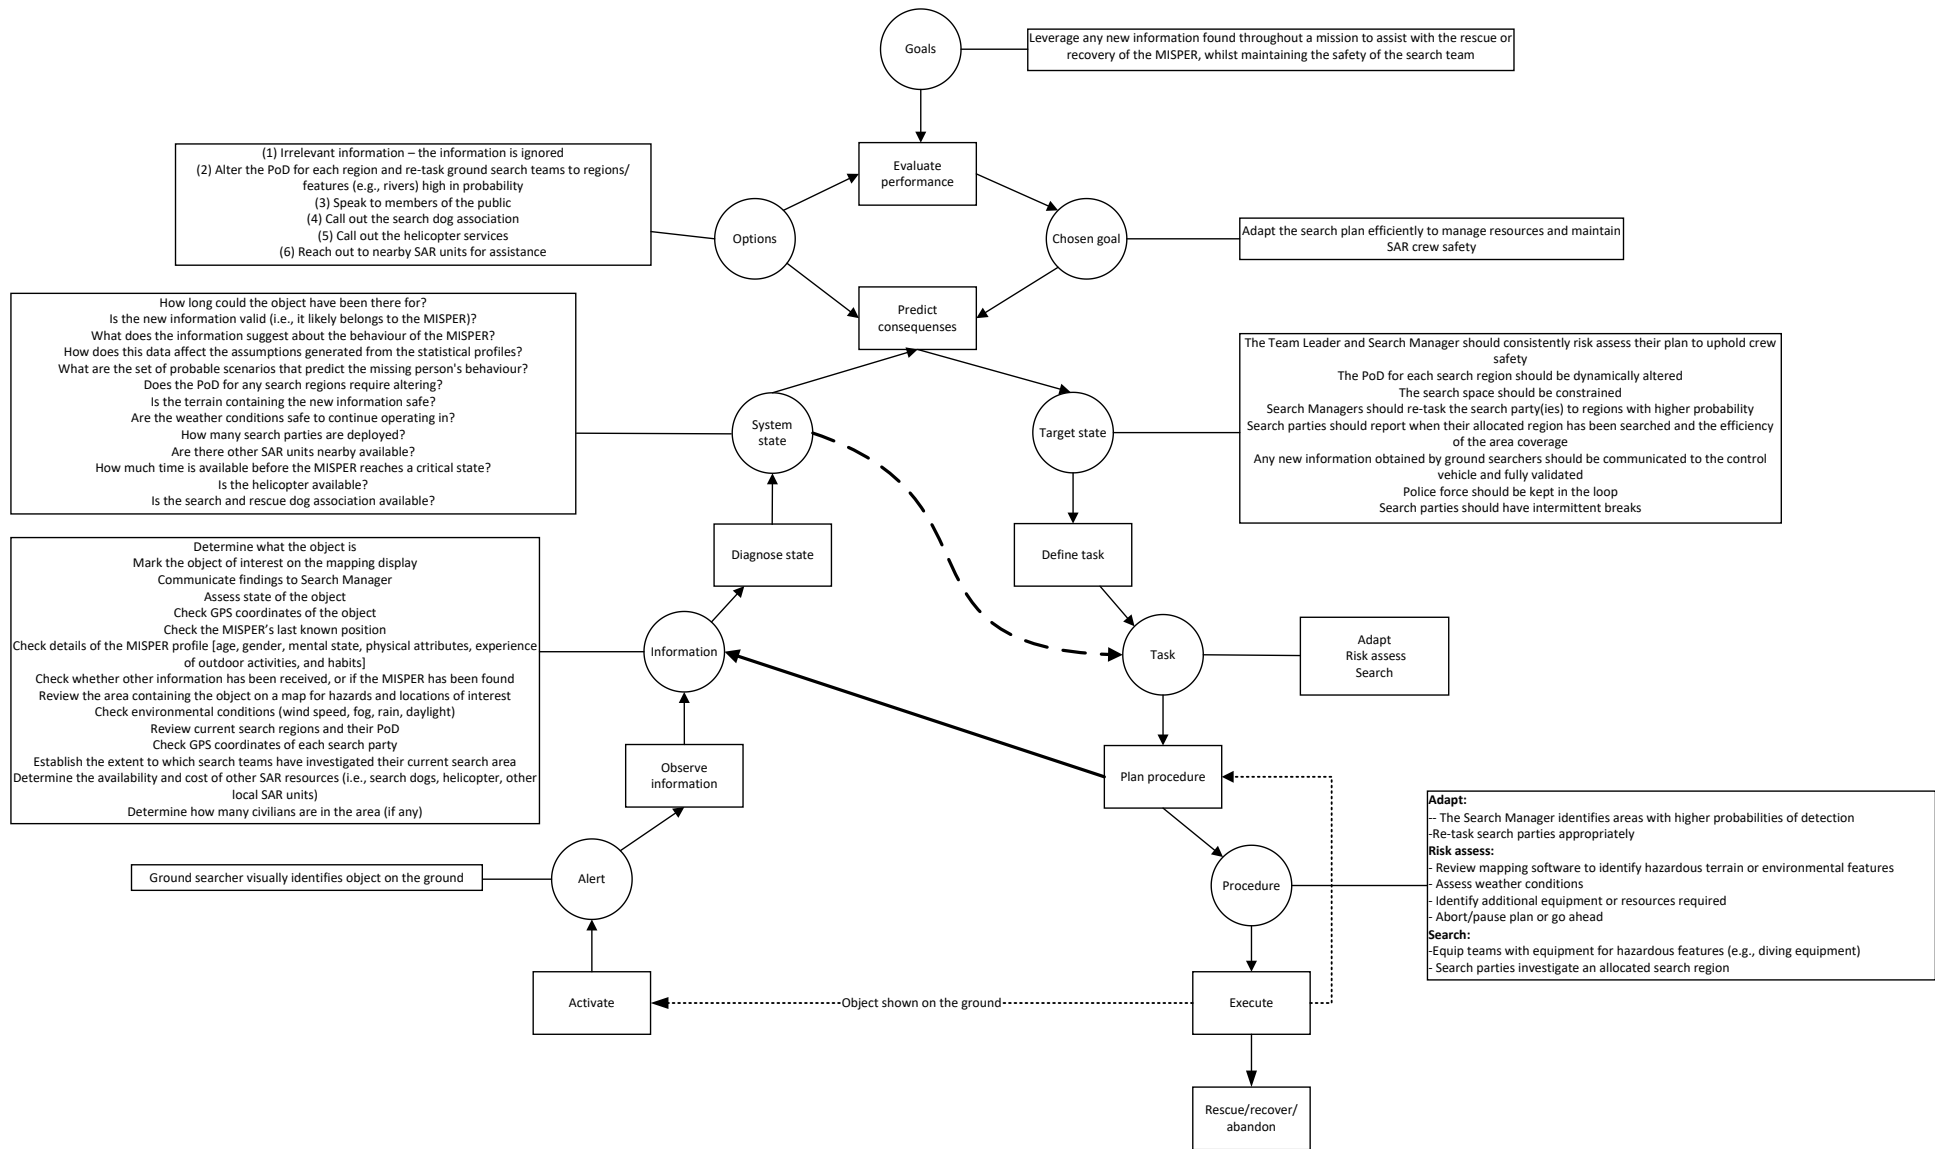 Goals
Leverage any new information found throughout a mission to assist with the rescue or
recovery of the MISPER, whilst maintaining the safety of the search team
(1) Irrelevant information – the information is ignored
(2) Alter the PoD for each region and re-task ground search teams to regions/
features (e.g., rivers) high in probability
(3) Speak to members of the public
(4) Call out the search dog association
(5) Call out the helicopter services
(6) Reach out to nearby SAR units for assistance
Evaluate
performance
Options
Chosen goal
Adapt the search plan efficiently to manage resources and maintain
SAR crew safety
Predict
consequenses
How long could the object have been there for?
Is the new information valid (i.e., it likely belongs to the MISPER)?
What does the information suggest about the behaviour of the MISPER?
How does this data affect the assumptions generated from the statistical profiles?
What are the set of probable scenarios that predict the missing person's behaviour?
Does the PoD for any search regions require altering?
Is the terrain containing the new information safe?
Are the weather conditions safe to continue operating in?
How many search parties are deployed?
Are there other SAR units nearby available?
How much time is available before the MISPER reaches a critical state?
Is the helicopter available?
Is the search and rescue dog association available?
System
state
Target state
The Team Leader and Search Manager should consistently risk assess their plan to uphold crew
safety
The PoD for each search region should be dynamically altered
The search space should be constrained
Search Managers should re-task the search party(ies) to regions with higher probability
Search parties should report when their allocated region has been searched and the efficiency
of the area coverage
Any new information obtained by ground searchers should be communicated to the control
vehicle and fully validated
Police force should be kept in the loop
Search parties should have intermittent breaks
Diagnose state
Define task
Determine what the object is
Mark the object of interest on the mapping display
Communicate findings to Search Manager
Assess state of the object
Check GPS coordinates of the object
Check the MISPER’s last known position
Check details of the MISPER profile [age, gender, mental state, physical attributes, experience
of outdoor activities, and habits]
Check whether other information has been received, or if the MISPER has been found
Review the area containing the object on a map for hazards and locations of interest
Check environmental conditions (wind speed, fog, rain, daylight)
Review current search regions and their PoD
Check GPS coordinates of each search party
Establish the extent to which search teams have investigated their current search area
Determine the availability and cost of other SAR resources (i.e., search dogs, helicopter, other
local SAR units)
Determine how many civilians are in the area (if any)
Information
Task
Adapt
Risk assess
Search
Observe
information
Plan procedure
Ground searcher visually identifies object on the ground
Alert
Procedure
Adapt:
-- The Search Manager identifies areas with higher probabilities of detection
-Re-task search parties appropriately
Risk assess:
- Review mapping software to identify hazardous terrain or environmental features
- Assess weather conditions
- Identify additional equipment or resources required
- Abort/pause plan or go ahead
Search:
-Equip teams with equipment for hazardous features (e.g., diving equipment)
- Search parties investigate an allocated search region
Activate
Object shown on the ground
Execute
Rescue/recover/
abandon